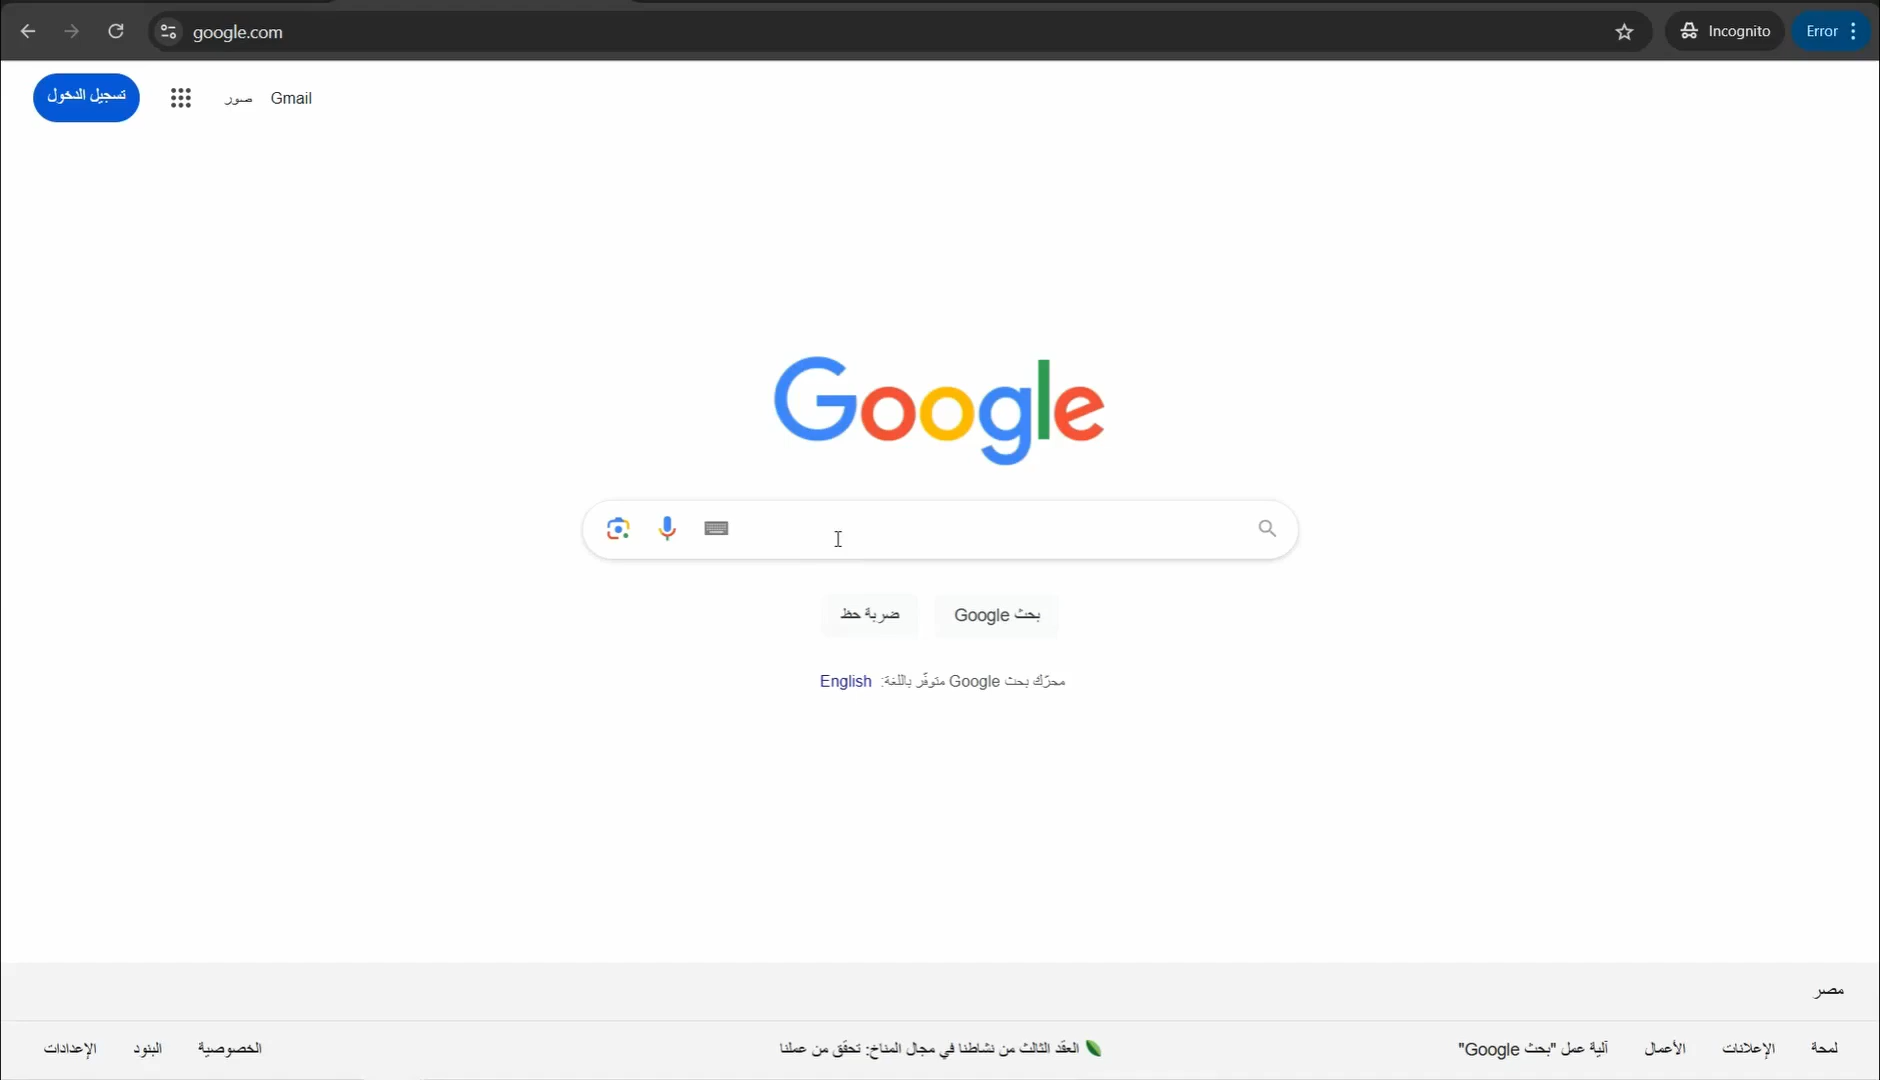 google.com
Incognito
Error
تسجيل الدخول
صور
Gmail
Google
بحث Google
ضربة حظ
محرّك بحث Google متوفّر باللغة: English
مصر
لمحة
الإعلانات
الأعمال
آلية عمل "بحث Google"
العقد الثالث من نشاطنا في مجال المناخ: تحقّق من عملنا
الخصوصية
البنود
الإعدادات